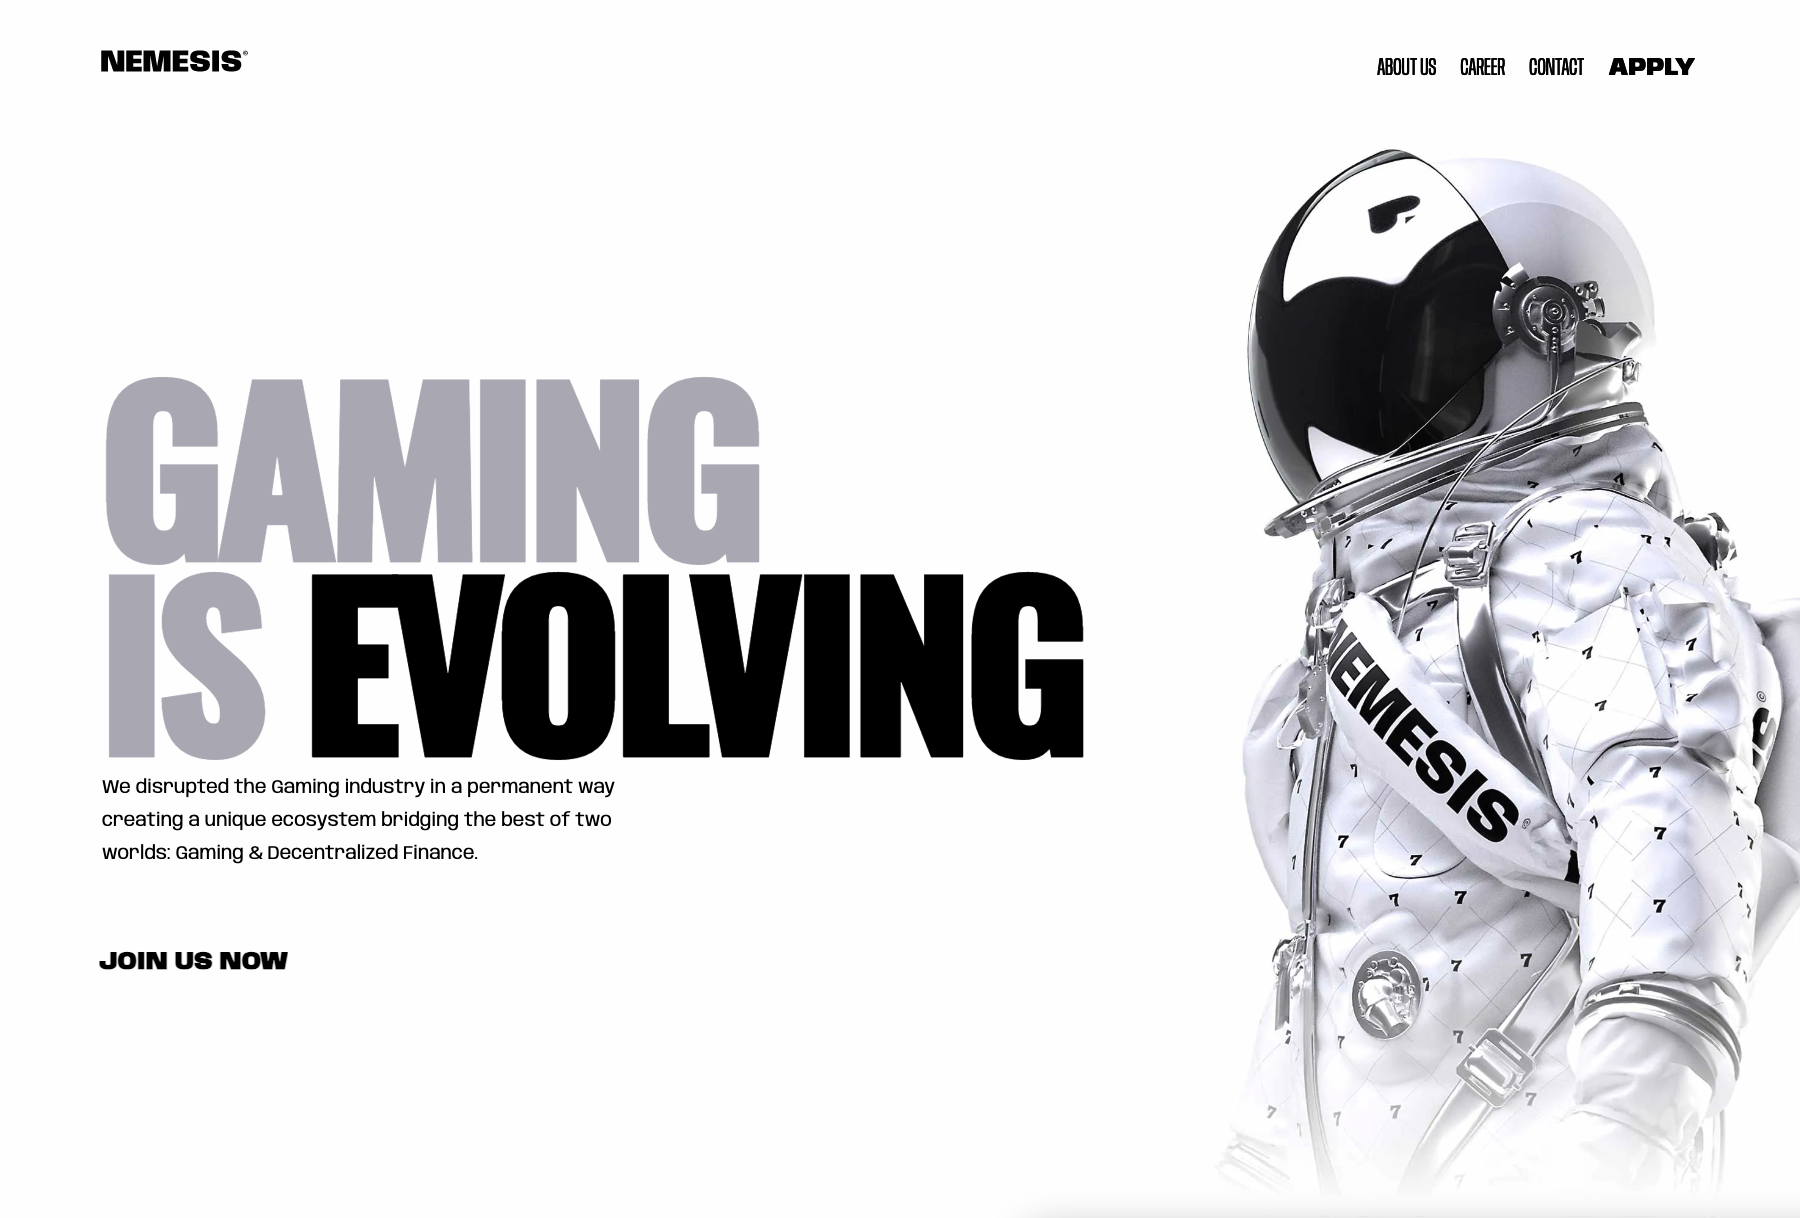 NEMESIS©
ABOUT US CAREER CONTACT APPLY
GAMING
IS EVOLVING
We disrupted the Gaming industry in a permanent way
creating a unique ecosystem bridging the best of two
worlds: Gaming & Decentralized Finance.
JOIN US NOW
NEMESIS©